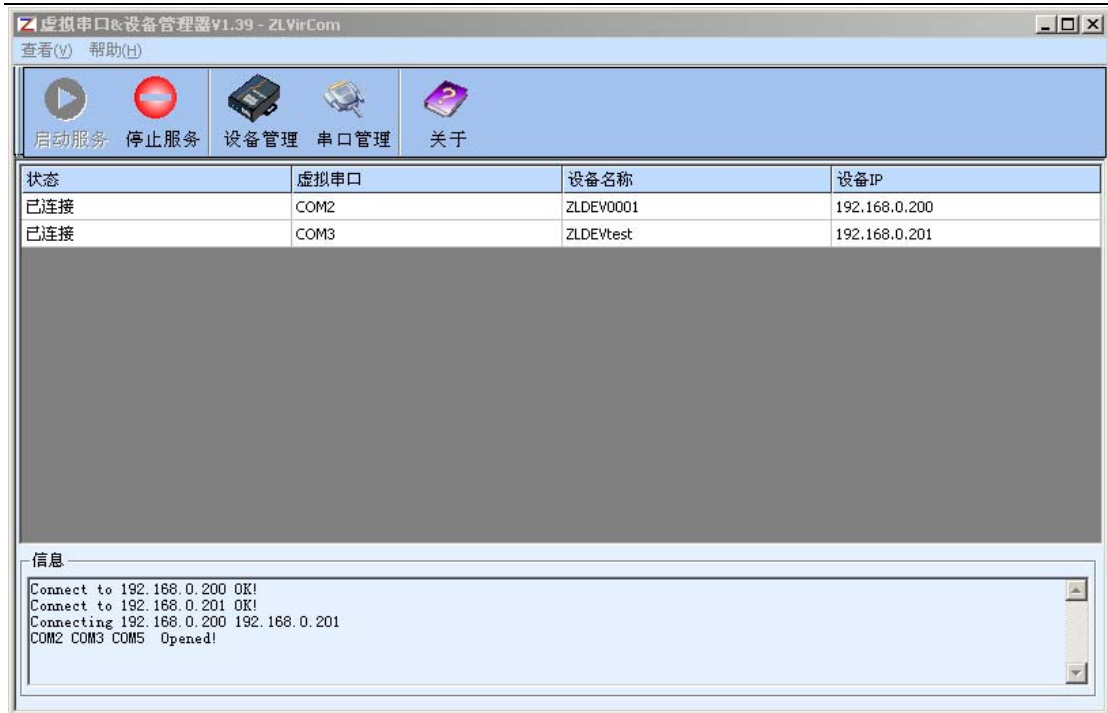 虚拟串口&设备管理器V1.39 - ZLVirCom
查看(V) 帮助(H)
启动服务 停止服务 设备管理 串口管理 关于
状态 虚拟串口 设备名称 设备IP
已连接 COM2 ZLDEV0001 192.168.0.200
已连接 COM3 ZLDEVtest 192.168.0.201
信息
Connect to 192.168.0.200 OK!
Connect to 192.168.0.201 OK!
Connecting 192.168.0.200 192.168.0.201
COM2 COM3 COM5 Opened!